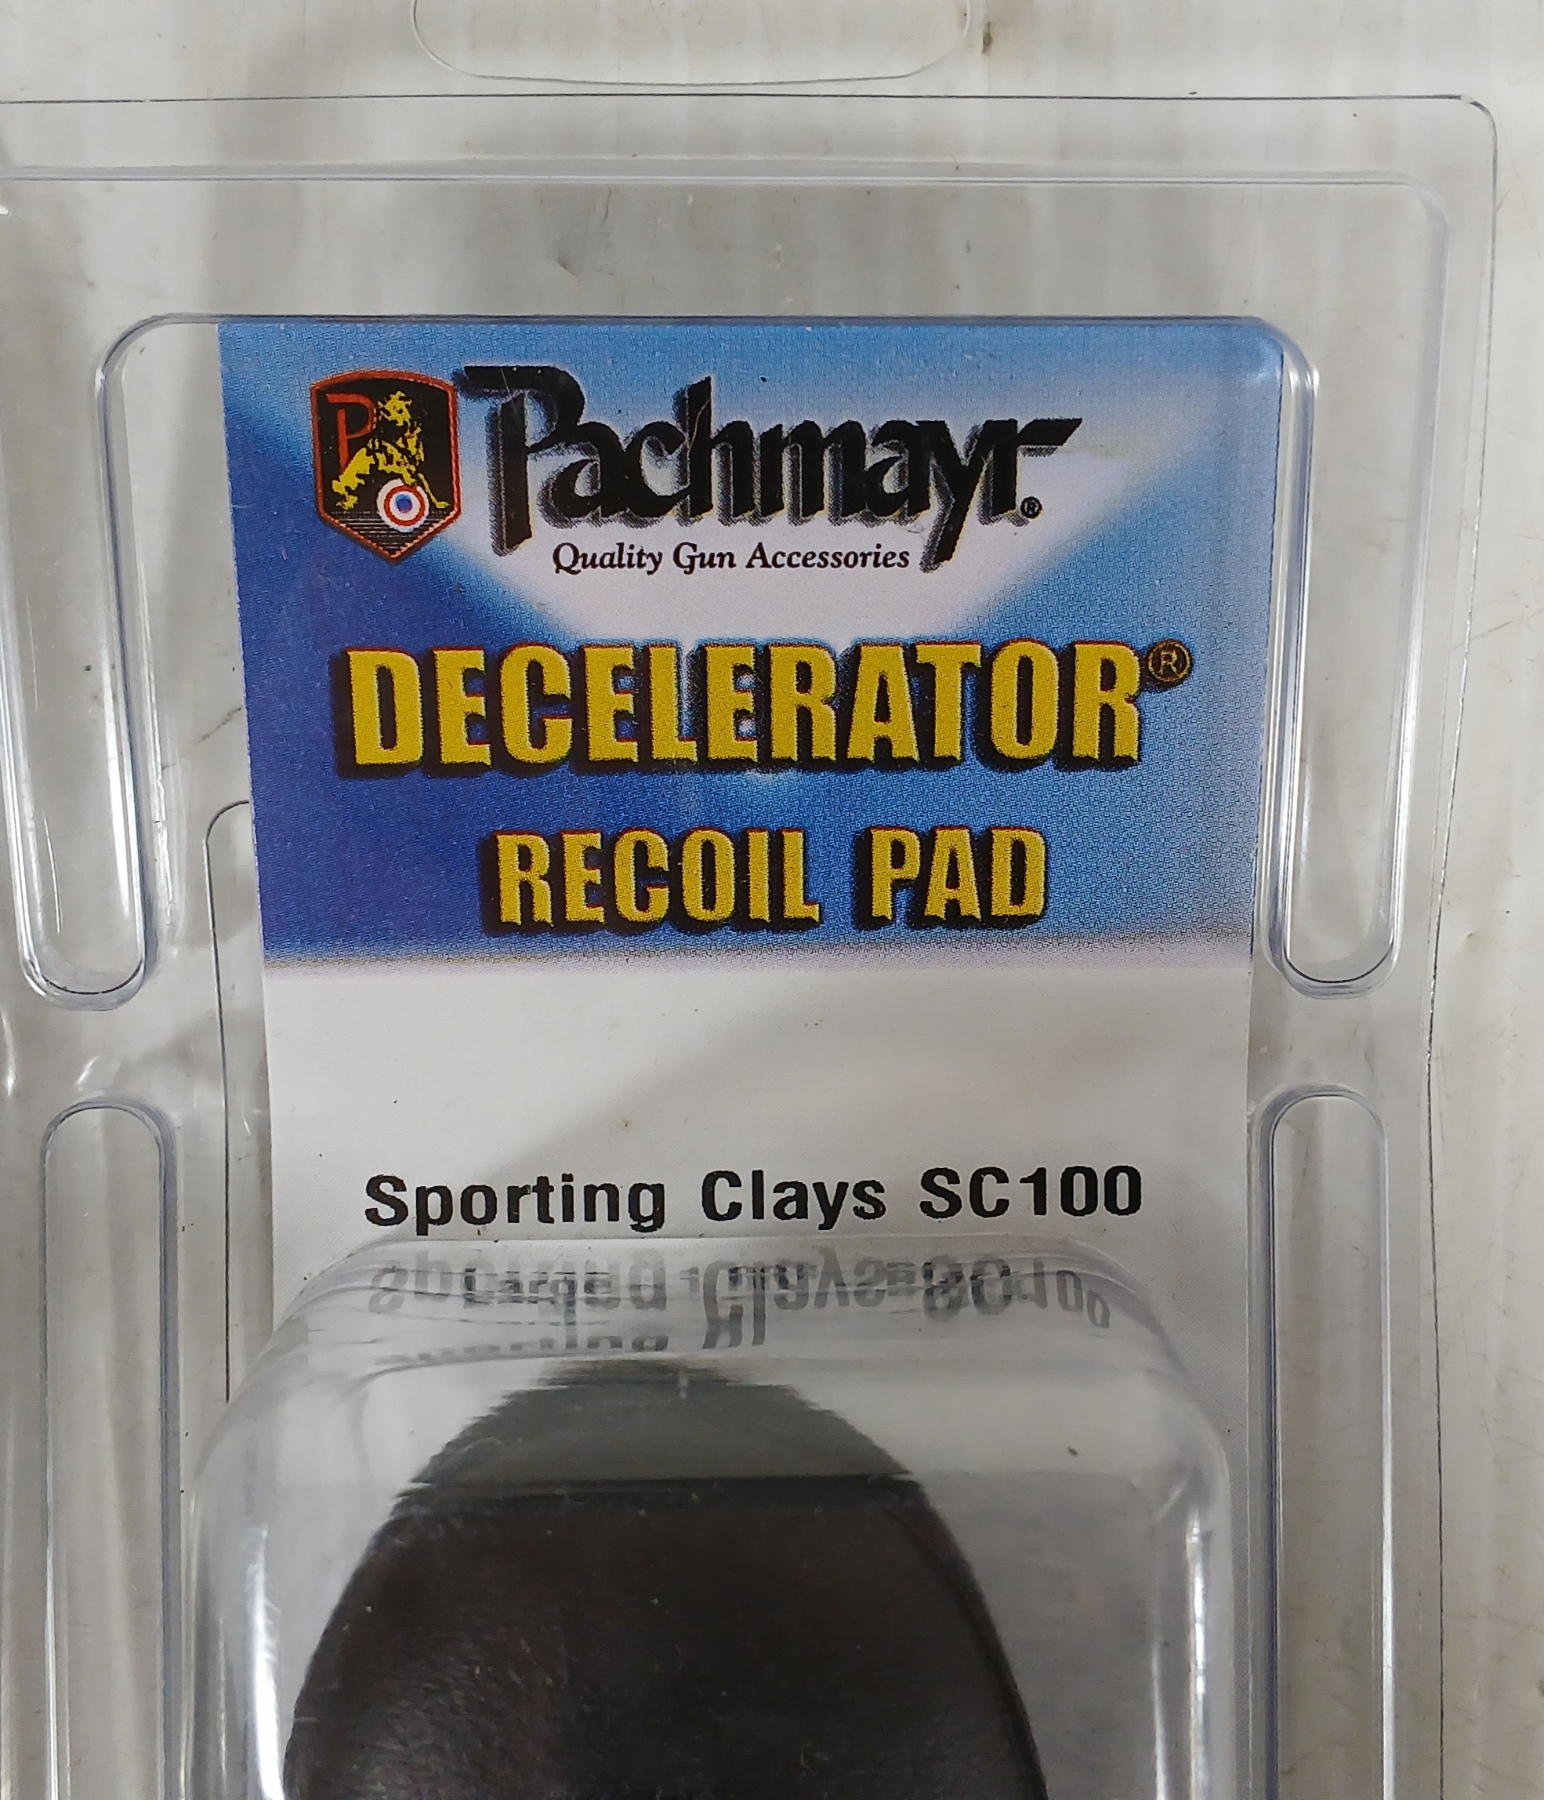 P
Pachmayr®
Quality Gun Accessories
DECELERATOR®
RECOIL PAD
Sporting Clays SC100